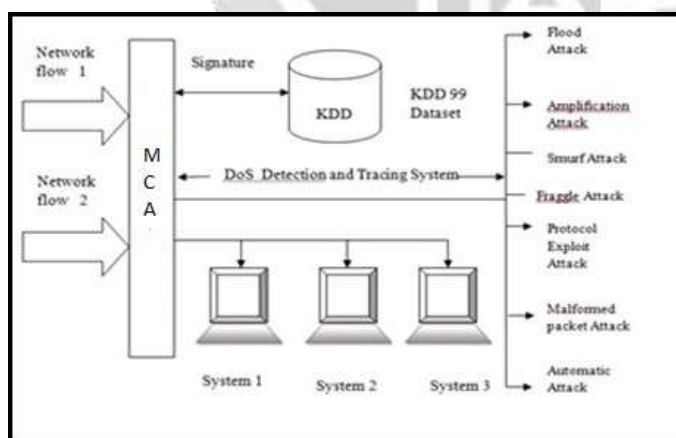 Network
flow 1
Signature
KDD
KDD 99
Dataset
Flood
Attack
Amplification
Attack
M
C
A
Network
flow 2
DoS Detection and Tracing System
Smurf Attack
Fraggle Attack
Protocol
Exploit
Attack
Malformed
packet Attack
Automatic
Attack
System 1
System 2
System 3